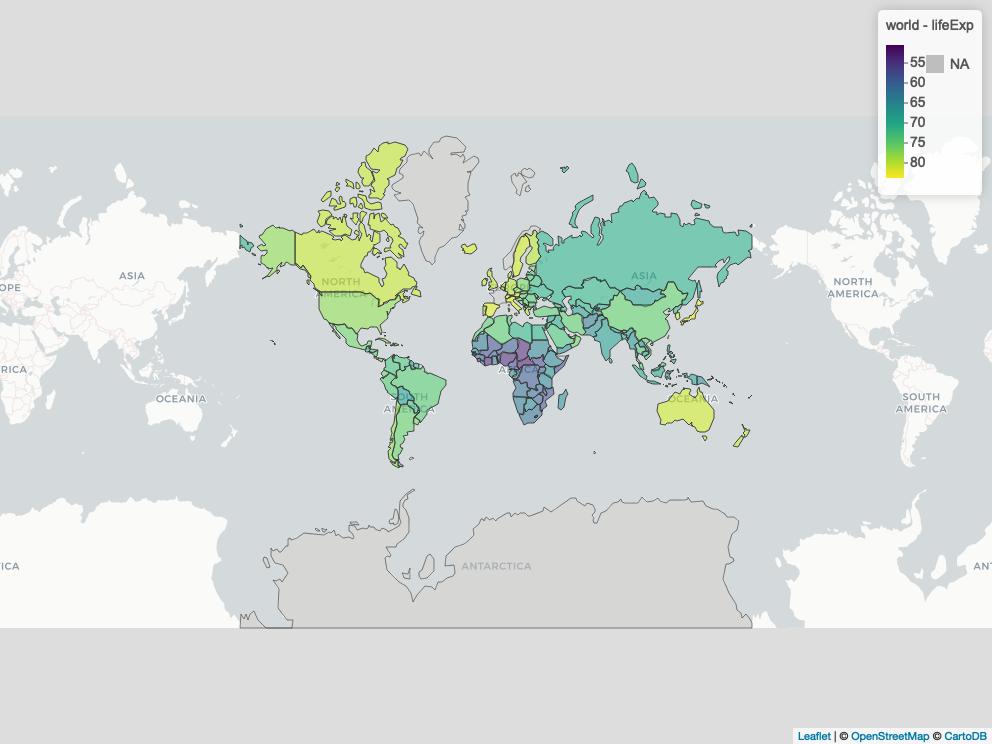 world - lifeExp
55
NA
60
65
70
75
80
ASIA
OPE
NORTH
AMERICA
ASIA
NORTH
AMERICA
RICA
OCEANIA
SOUTH
AMERICA
OCEANIA
SOUTH
AMERICA
ICA
ANTARCTICA
ANT
Leaflet | © OpenStreetMap © CartoDB